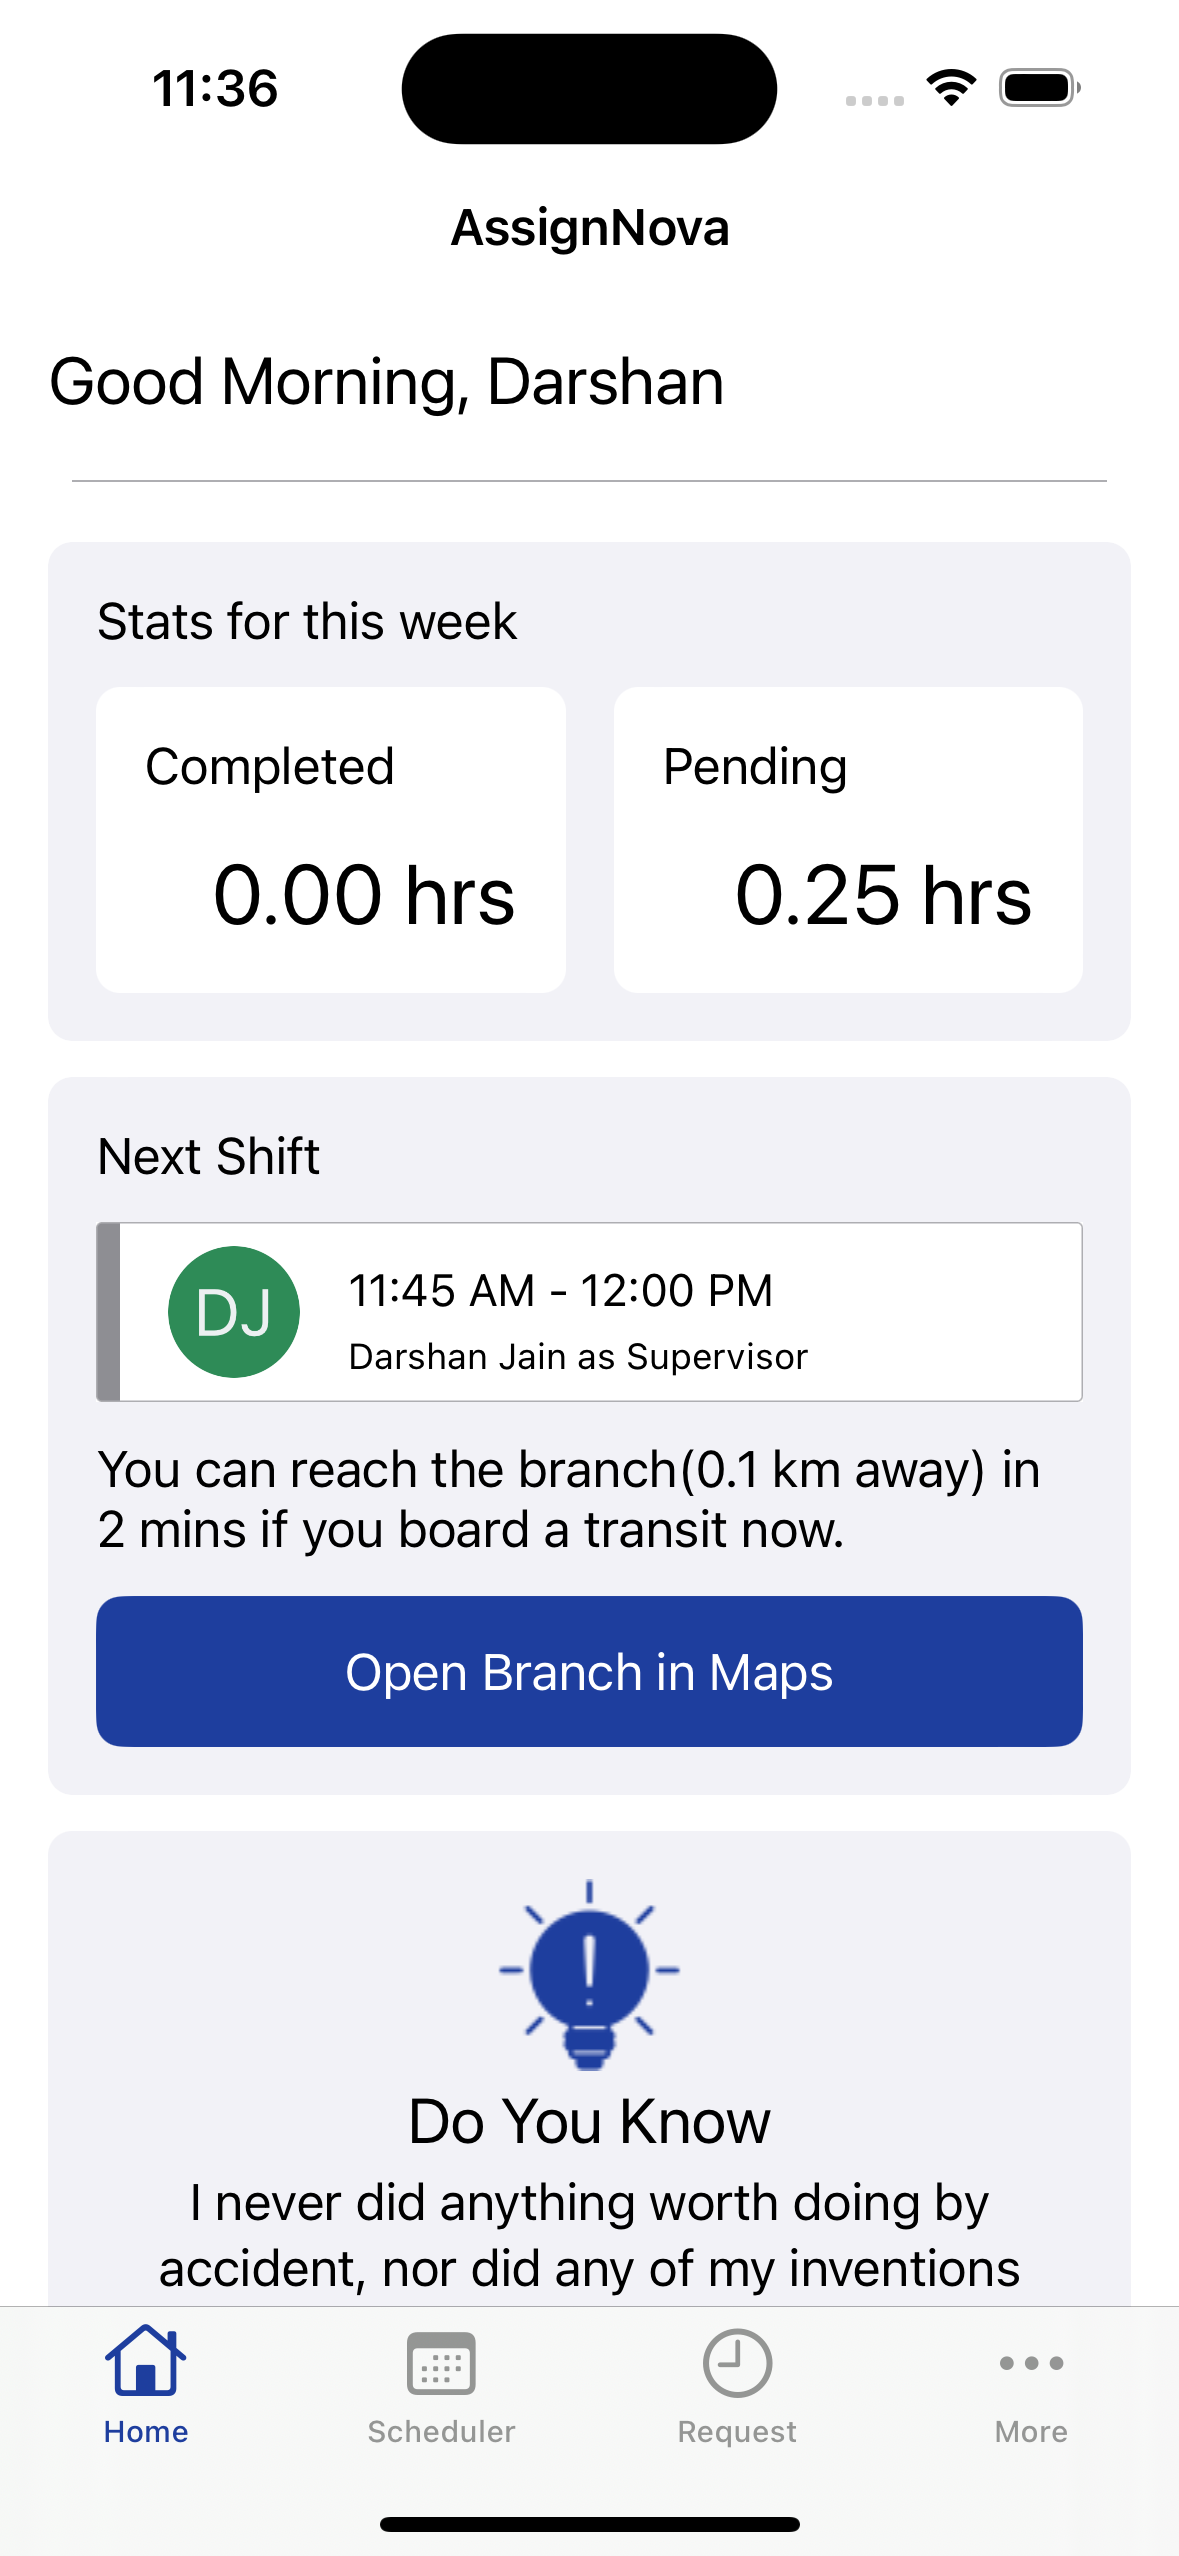 11:36
AssignNova
Good Morning, Darshan
Stats for this week
Completed
0.00 hrs
Pending
0.25 hrs
Next Shift
DJ
11:45 AM - 12:00 PM
Darshan Jain as Supervisor
You can reach the branch(0.1 km away) in
2 mins if you board a transit now.
Open Branch in Maps
Do You Know
I never did anything worth doing by
accident, nor did any of my inventions
Home
Scheduler
Request
More